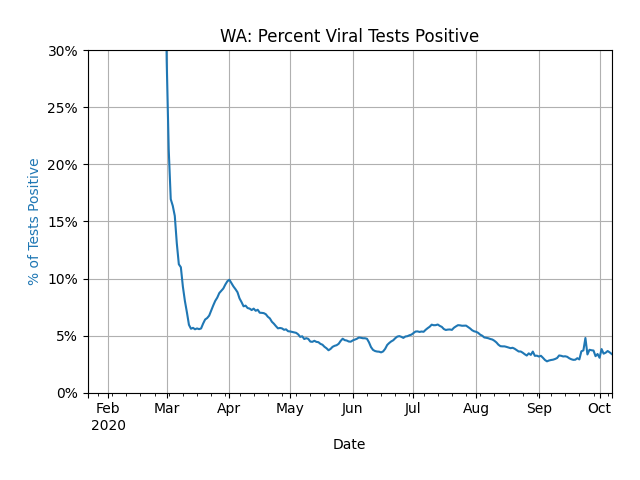 WA: Percent Viral Tests Positive
30%
25%
20%
15%
10%
5%
0%
% of Tests Positive
Feb Mar Apr May Jun Jul Aug Sep Oct
2020
Date